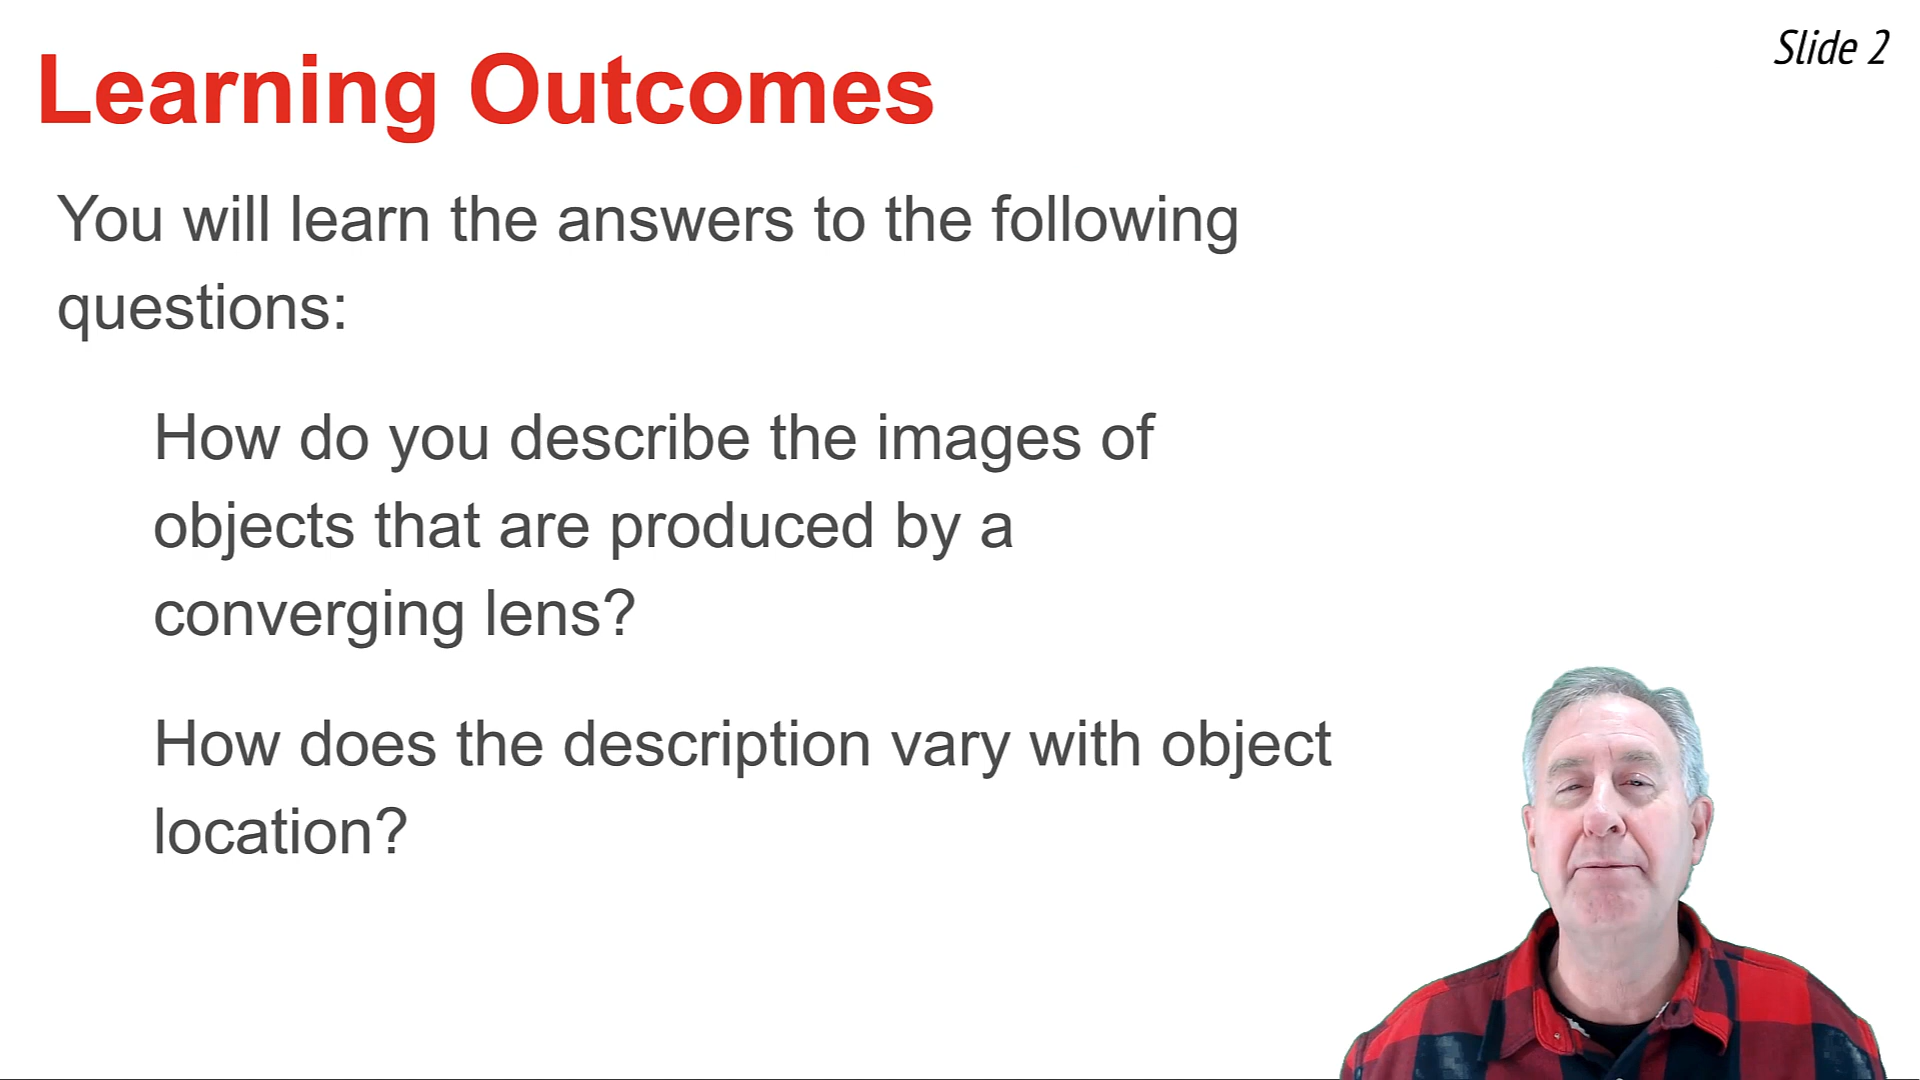 Slide 2
Learning Outcomes
You will learn the answers to the following
questions:
How do you describe the images of
objects that are produced by a
converging lens?
How does the description vary with object
location?